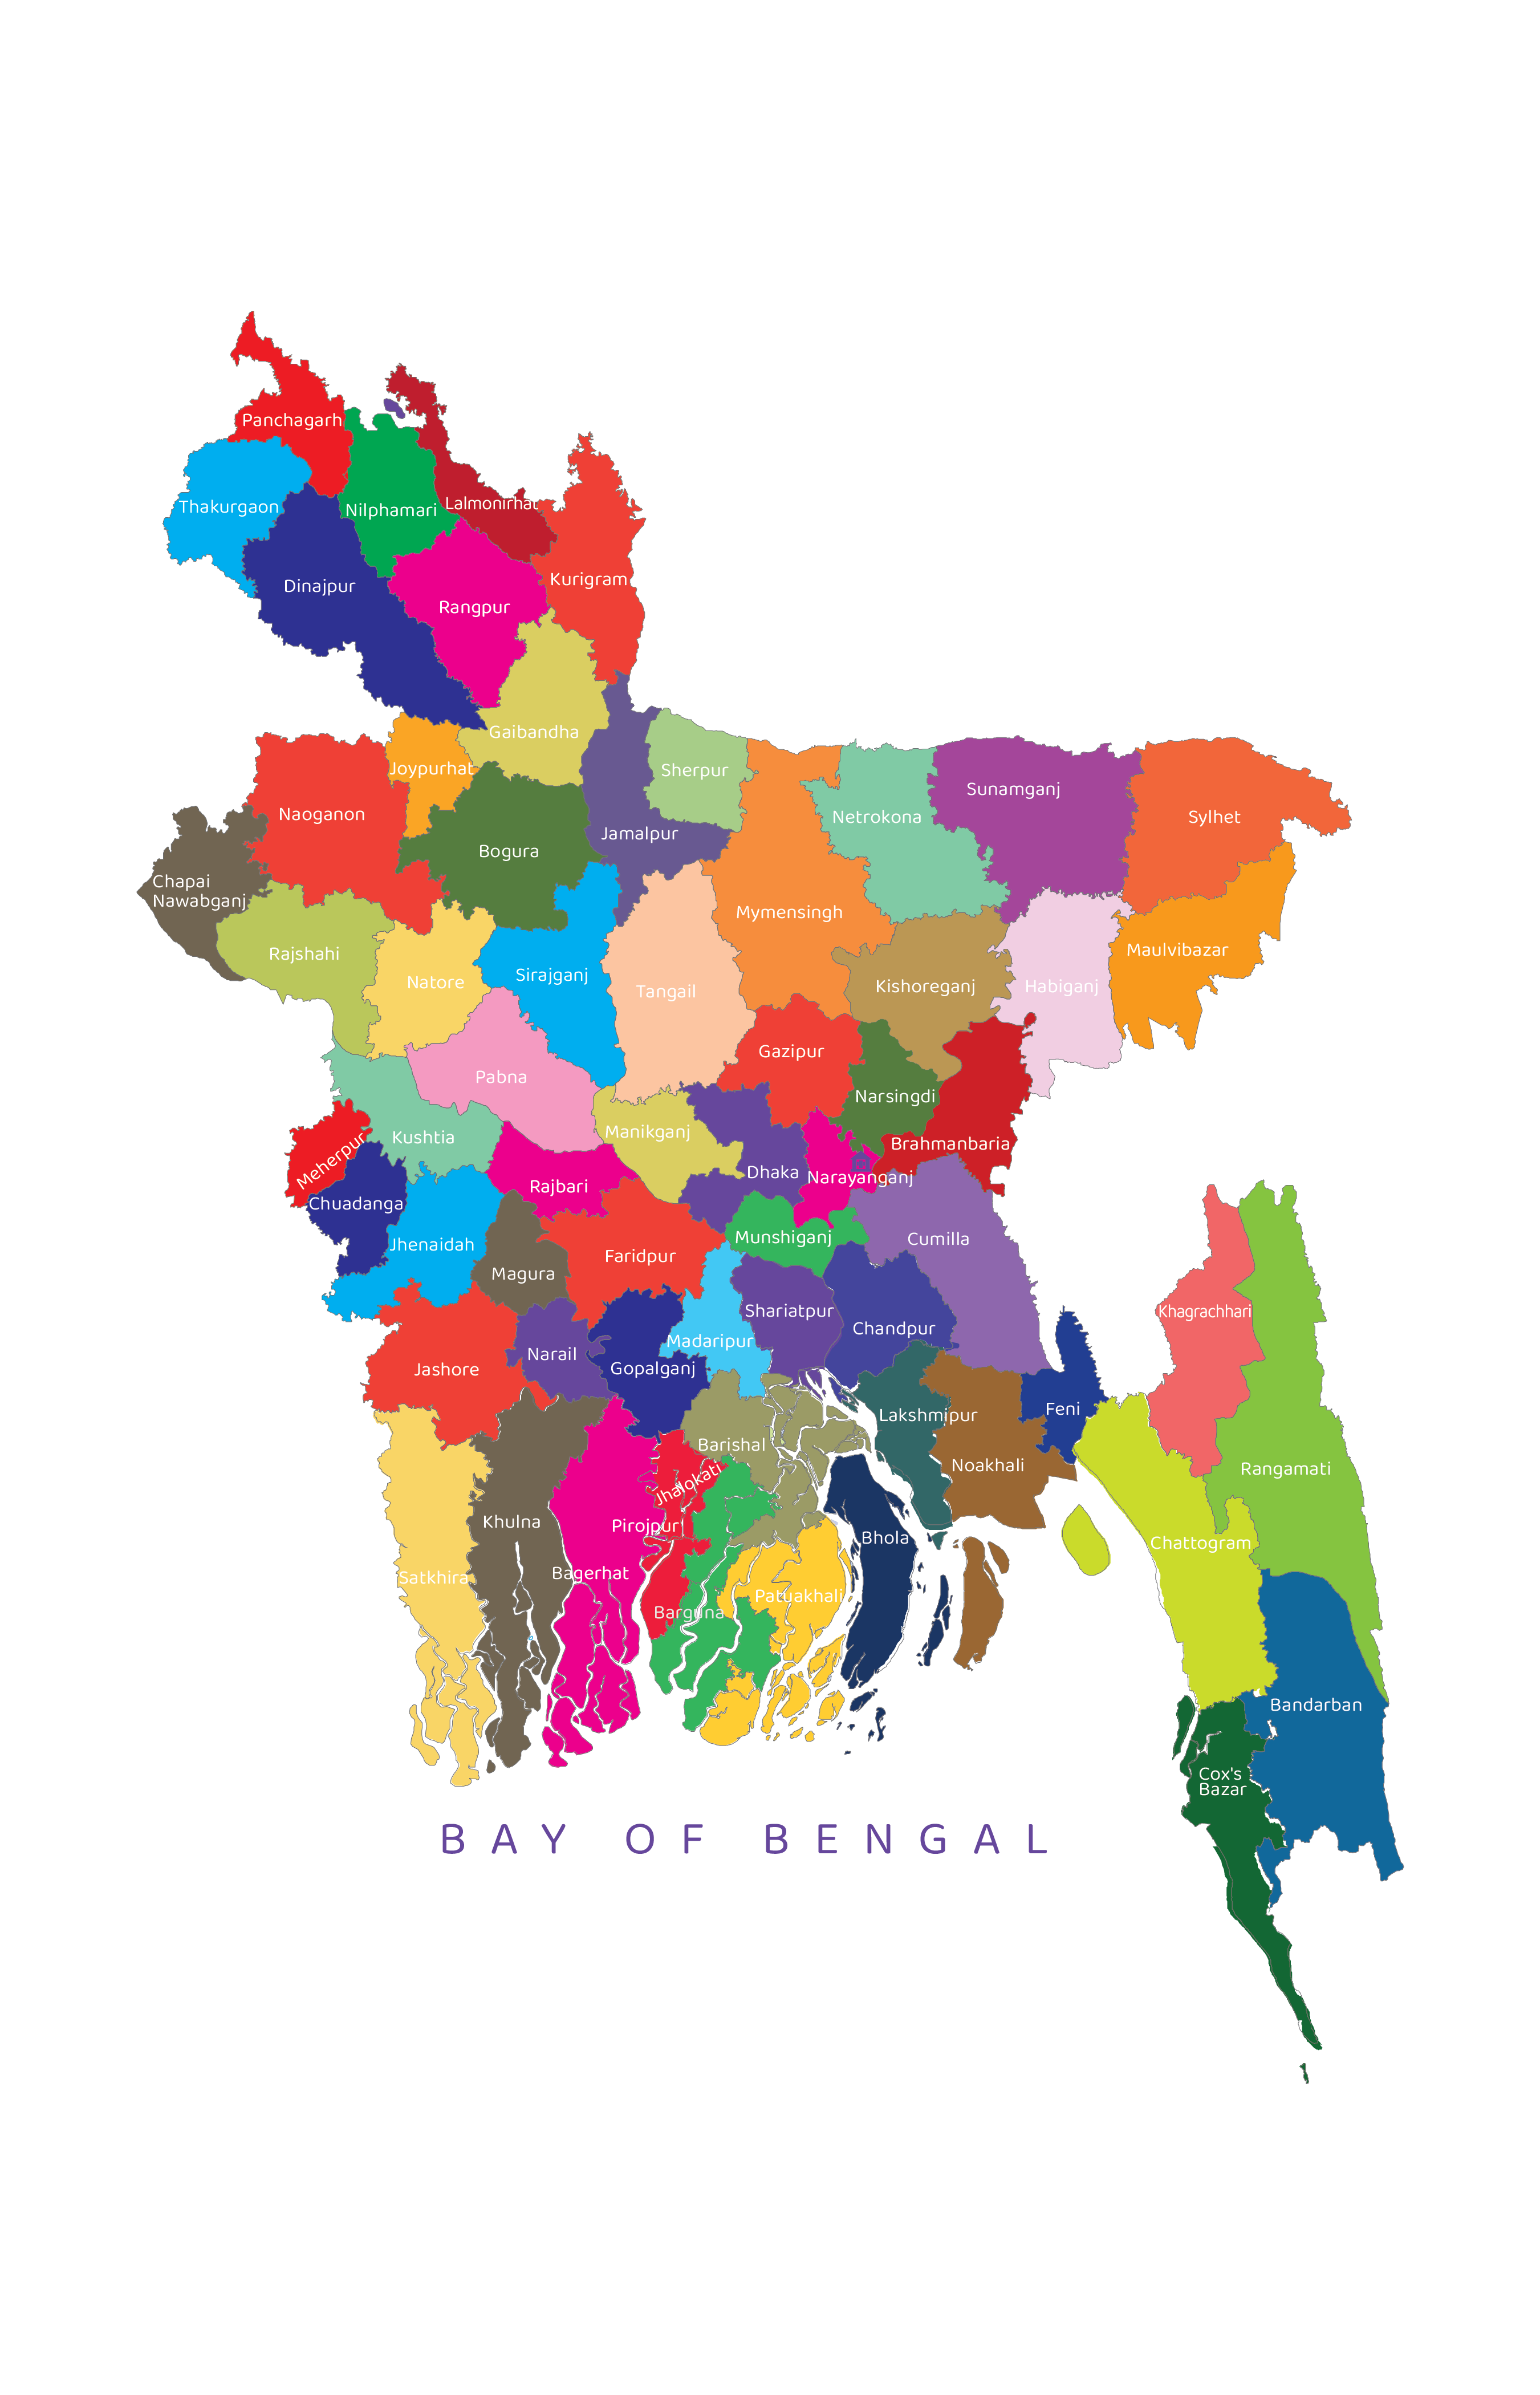 Panchagarh
Thakurgaon
Nilphamari
Lalmonirhat
Dinajpur
Rangpur
Kurigram
Gaibandha
Joypurhat
Sherpur
Naoganon
Bogura
Jamalpur
Netrokona
Sunamganj
Sylhet
Chapai
Nawabganj
Rajshahi
Natore
Sirajganj
Tangail
Mymensingh
Kishoreganj
Habiganj
Maulvibazar
Pabna
Gazipur
Narsingdi
Brahmanbaria
Kushtia
Manikganj
Meherpur
Chuadanga
Rajbari
Dhaka
Narayanganj
Jhenaidah
Magura
Faridpur
Munshiganj
Cumilla
Shariatpur
Khagrachhari
Jashore
Narail
Gopalganj
Madaripur
Chandpur
Feni
Lakshmipur
Barishal
Noakhali
Rangamati
Jhalokati
Khulna
Pirojpur
Bhola
Chattogram
Satkhira
Bagerhat
Barguna
Patuakhali
Bandarban
Cox's
Bazar
BAY OF BENGAL